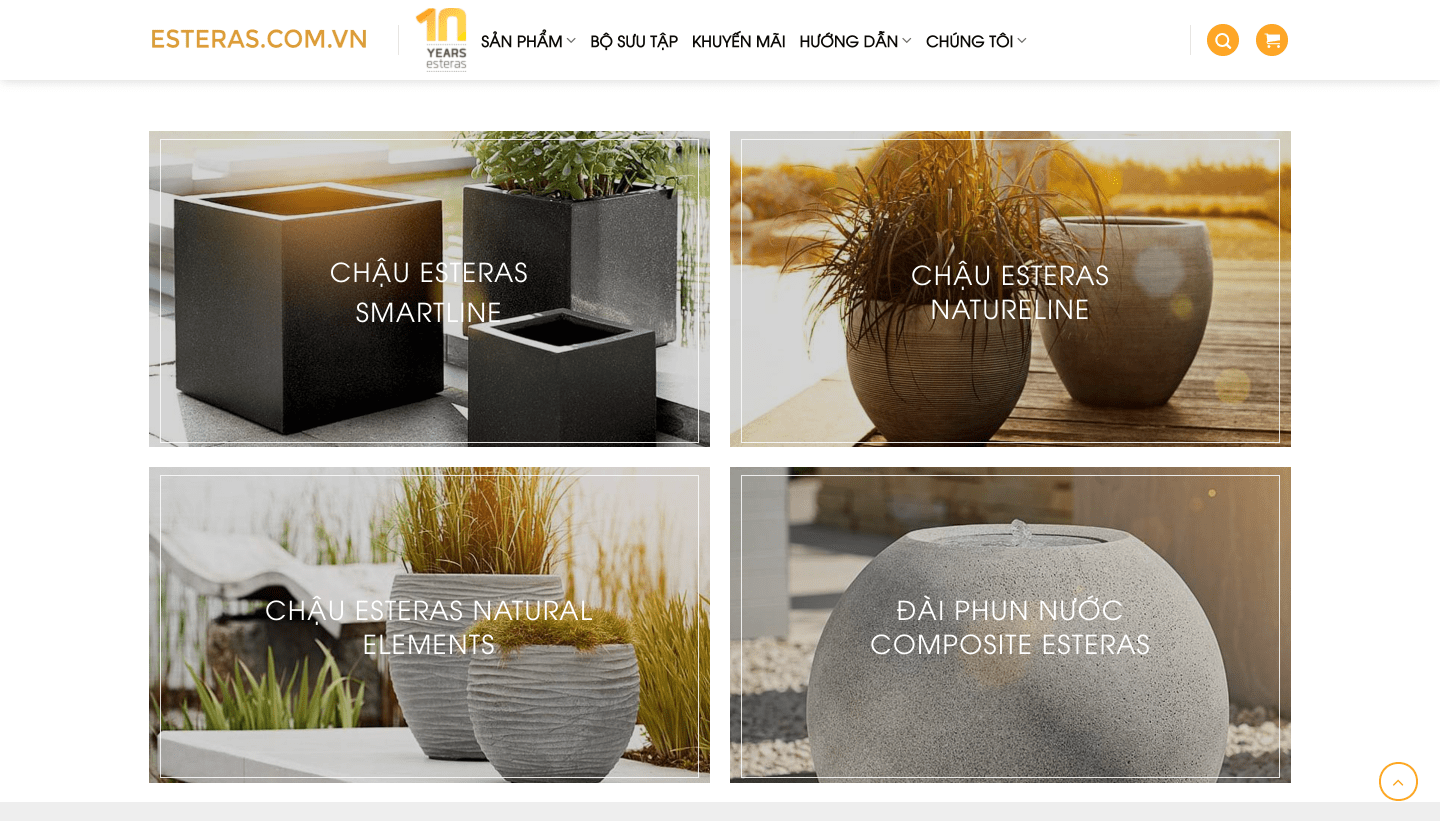 ESTERAS.COM.VN
10
YEARS
esteras
SẢN PHẨM
BỘ SƯU TẬP
KHUYẾN MÃI
HƯỚNG DẪN
CHÚNG TÔI
CHẬU ESTERAS
SMARTLINE
CHẬU ESTERAS
NATURELINE
CHẬU ESTERAS NATURAL
ELEMENTS
ĐÀI PHUN NƯỚC
COMPOSITE ESTERAS